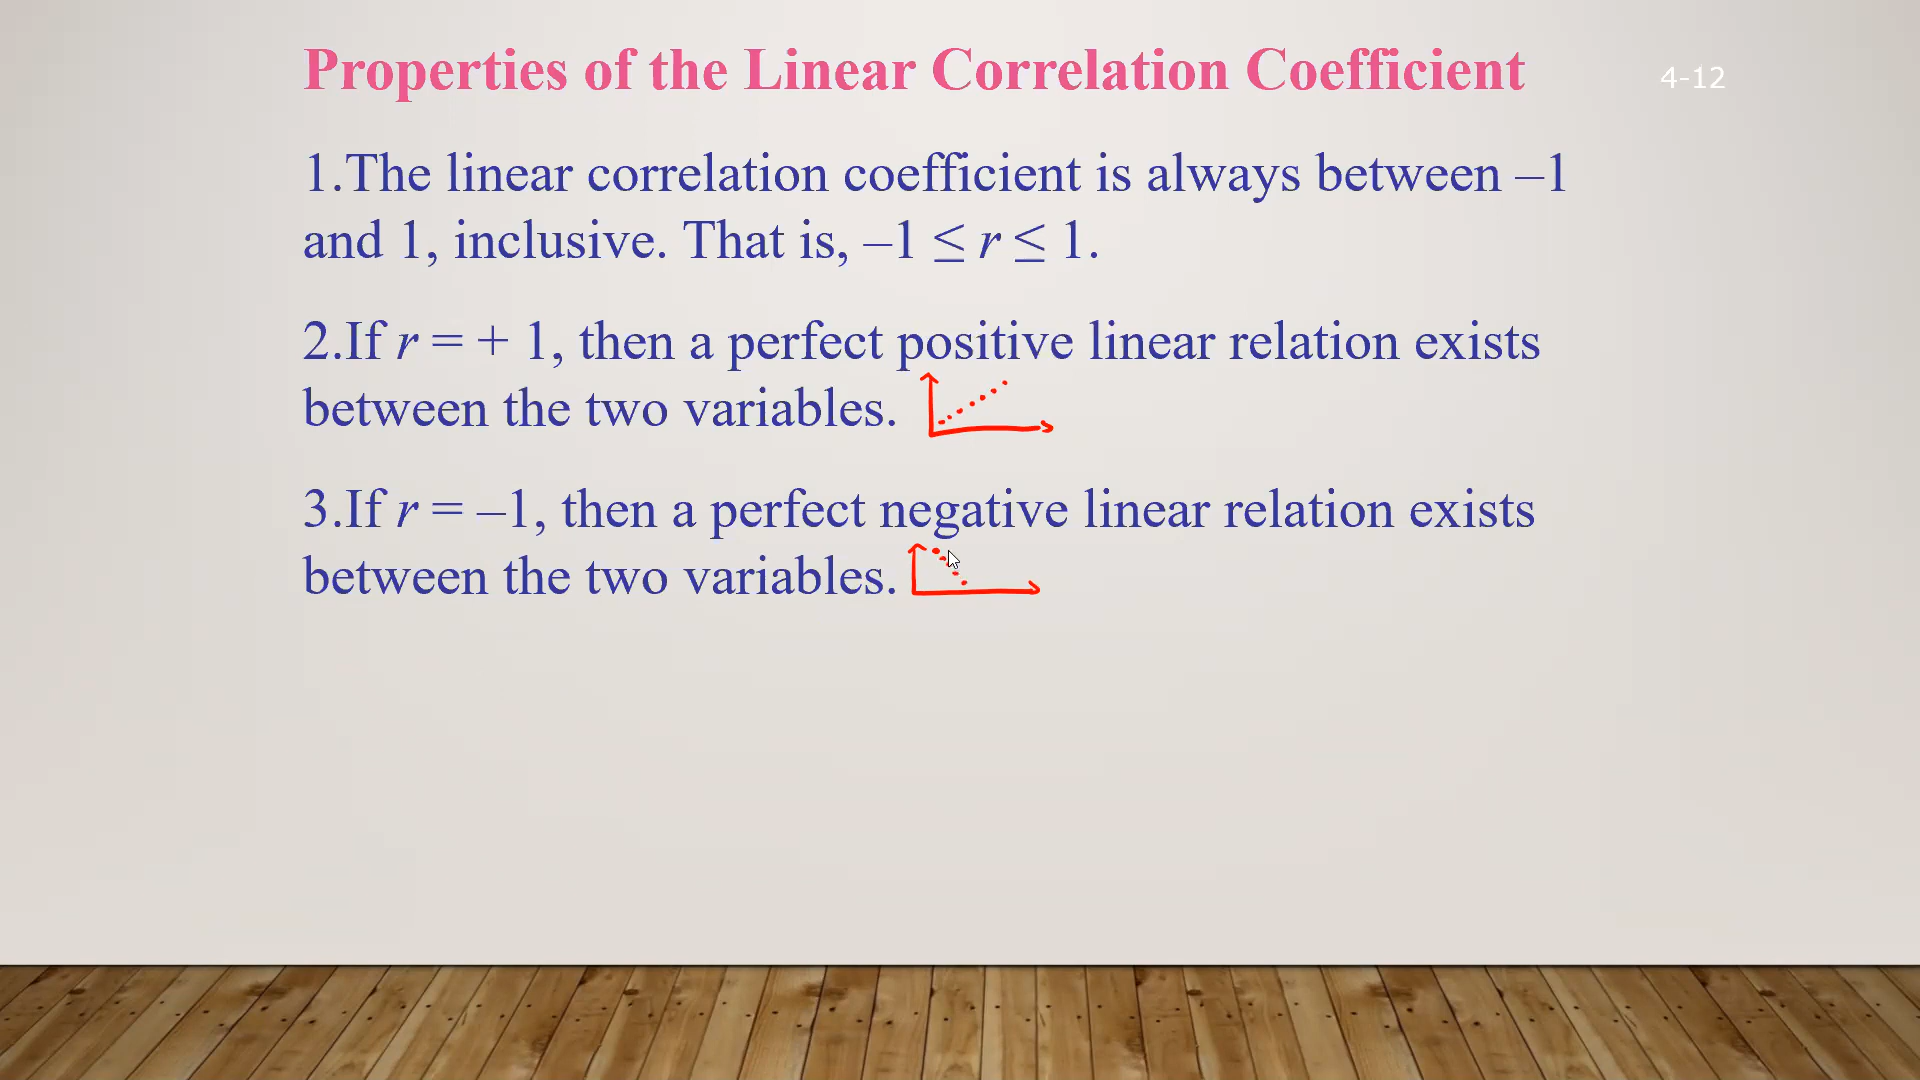 Properties of the Linear Correlation Coefficient
4-12
1.The linear correlation coefficient is always between –1
and 1, inclusive. That is, –1 ≤ r ≤ 1.
2.If r = + 1, then a perfect positive linear relation exists
between the two variables.
3.If r = –1, then a perfect negative linear relation exists
between the two variables.